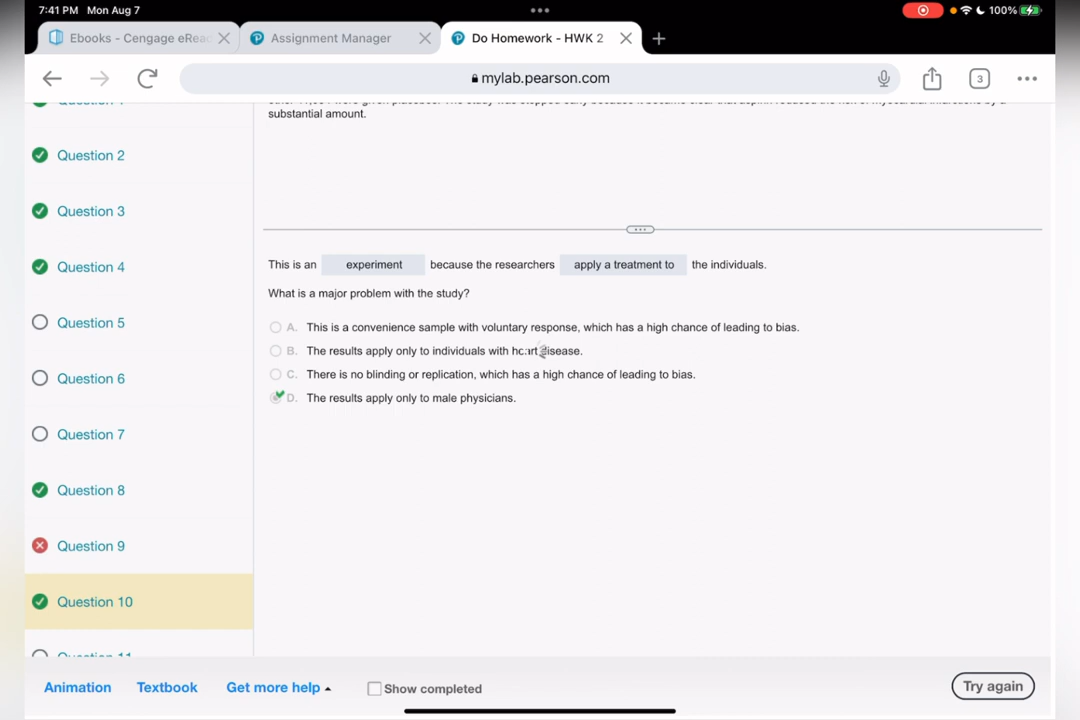 7:41 PM Mon Aug 7
100%
Ebooks - Cengage eReac
Assignment Manager
Do Homework - HWK 2
mylab.pearson.com
3
substantial amount.
Question 2
Question 3
Question 4
Question 5
Question 6
Question 7
Question 8
Question 9
Question 10
This is an experiment because the researchers apply a treatment to the individuals.
What is a major problem with the study?
A. This is a convenience sample with voluntary response, which has a high chance of leading to bias.
B. The results apply only to individuals with heart disease.
C. There is no blinding or replication, which has a high chance of leading to bias.
D. The results apply only to male physicians.
Animation
Textbook
Get more help
Show completed
Try again